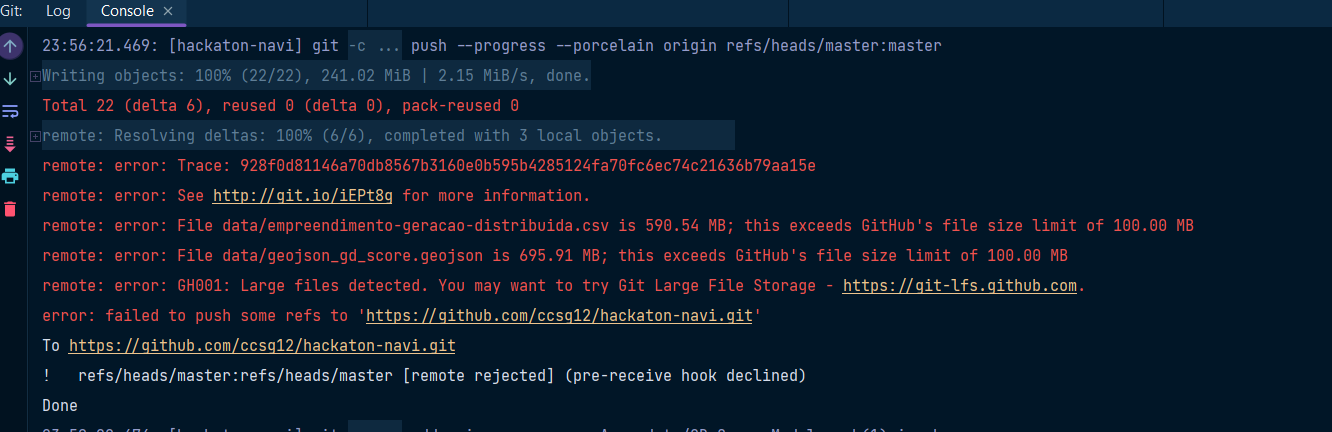 Git: Log Console ×
23:56:21.469: [hackaton-navi] git -c ... push --progress --porcelain origin refs/heads/master:master
Writing objects: 100% (22/22), 241.02 MiB | 2.15 MiB/s, done.
Total 22 (delta 6), reused 0 (delta 0), pack-reused 0
remote: Resolving deltas: 100% (6/6), completed with 3 local objects.
remote: error: Trace: 928f0d81146a70db8567b3160e0b595b4285124fa70fc6ec74c21636b79aa15e
remote: error: See http://git.io/iEPt8g for more information.
remote: error: File data/empreendimento-geracao-distribuida.csv is 590.54 MB; this exceeds GitHub's file size limit of 100.00 MB
remote: error: File data/geojson_gd_score.geojson is 695.91 MB; this exceeds GitHub's file size limit of 100.00 MB
remote: error: GH001: Large files detected. You may want to try Git Large File Storage - https://git-lfs.github.com.
error: failed to push some refs to 'https://github.com/ccsg12/hackaton-navi.git'
To https://github.com/ccsg12/hackaton-navi.git
! refs/heads/master:refs/heads/master [remote rejected] (pre-receive hook declined)
Done